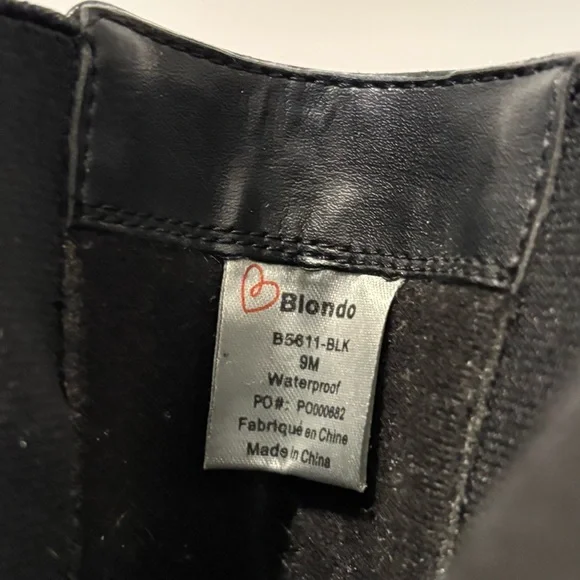 Blondo
B5611-BLK
9M
Waterproof
PO#: PO000682
Fabriqué en Chine
Made in China